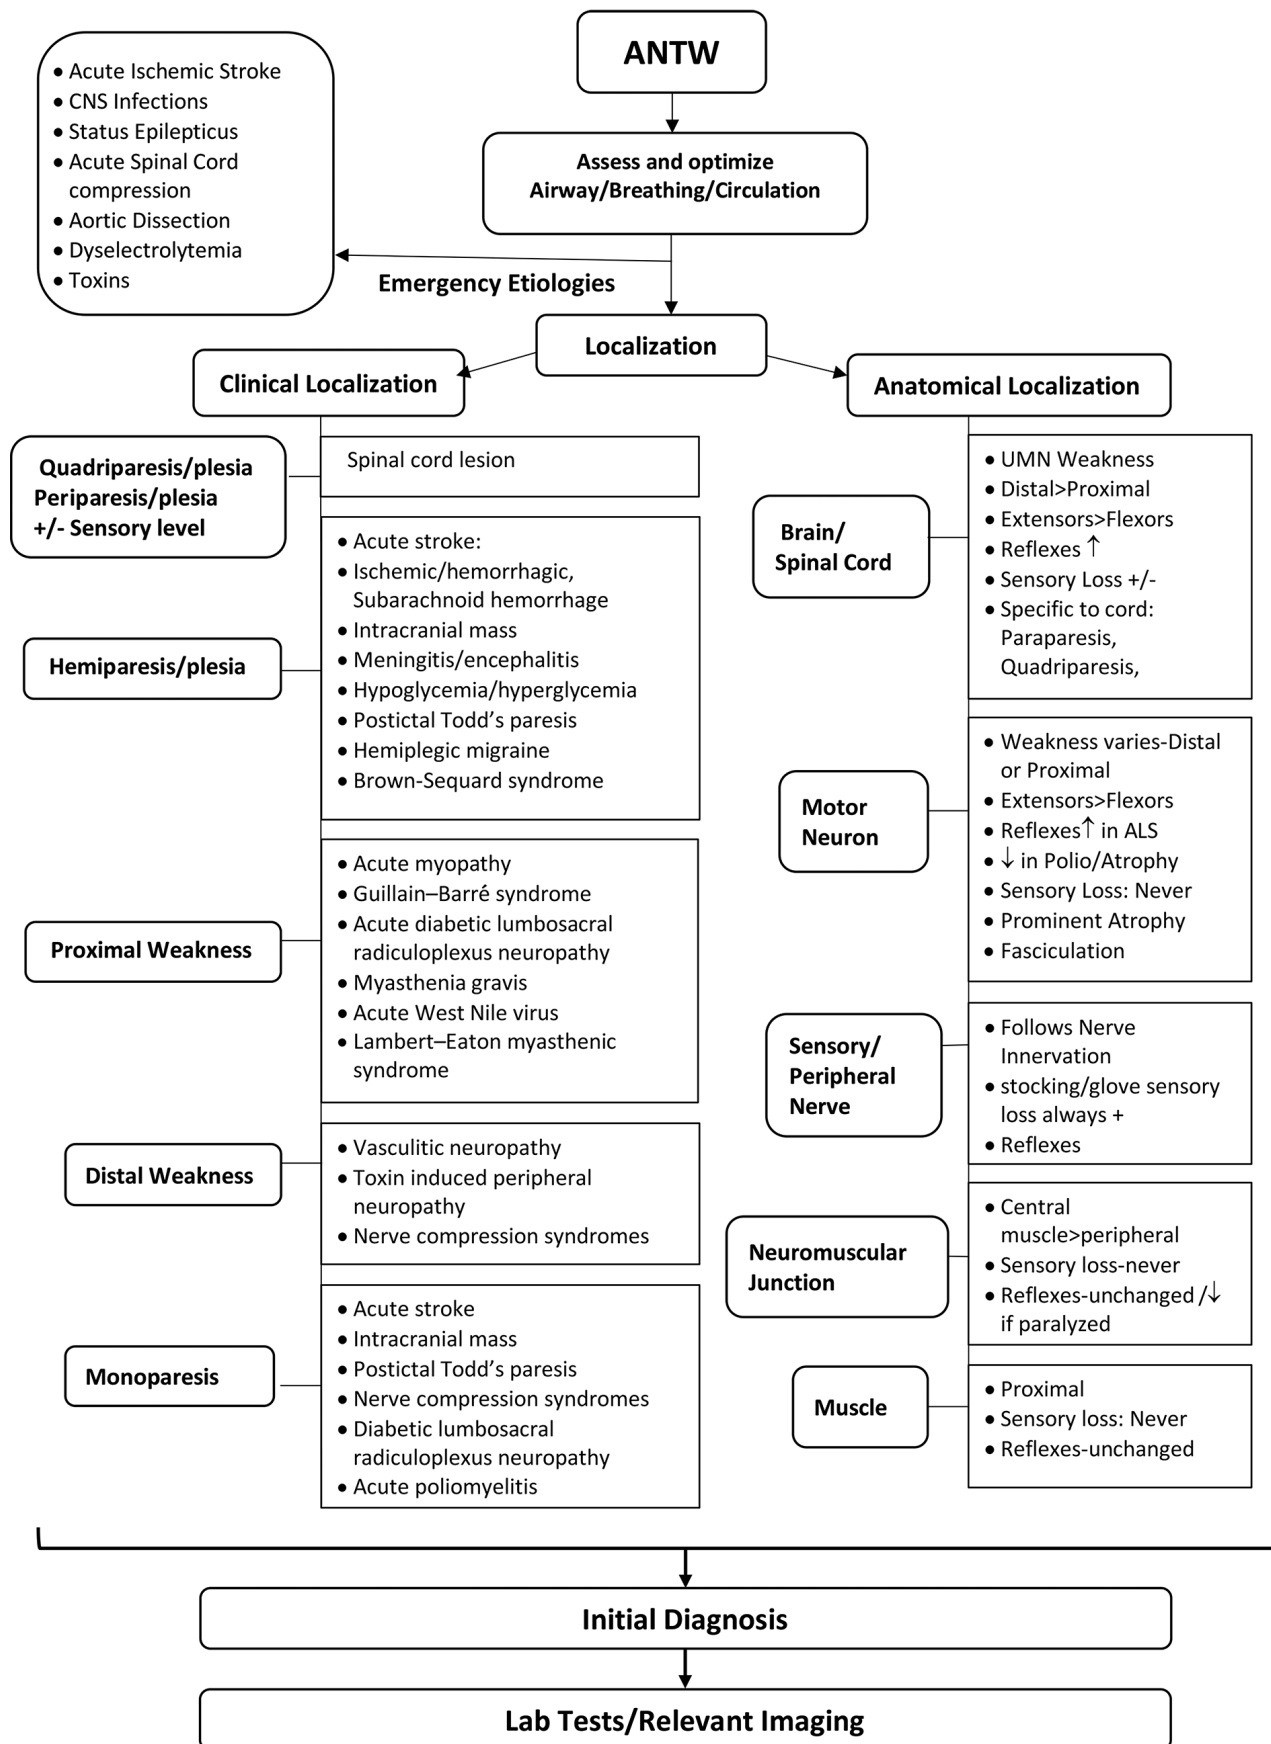 ANTW
• Acute Ischemic Stroke
• CNS Infections
• Status Epilepticus
• Acute Spinal Cord
compression
• Aortic Dissection
• Dyselectrolytemia
• Toxins
Assess and optimize
Airway/Breathing/Circulation
Emergency Etiologies
Localization
Clinical Localization
Quadriparesis/plesia
Periparesis/plesia
+/- Sensory level
Spinal cord lesion
Hemiparesis/plesia
• Acute stroke:
• Ischemic/hemorrhagic,
Subarachnoid hemorrhage
• Intracranial mass
• Meningitis/encephalitis
• Hypoglycemia/hyperglycemia
• Postictal Todd’s paresis
• Hemiplegic migraine
• Brown-Sequard syndrome
Proximal Weakness
• Acute myopathy
• Guillain–Barré syndrome
• Acute diabetic lumbosacral
radiculoplexus neuropathy
• Myasthenia gravis
• Acute West Nile virus
• Lambert–Eaton myasthenic
syndrome
Distal Weakness
• Vasculitic neuropathy
• Toxin induced peripheral
neuropathy
• Nerve compression syndromes
Monoparesis
• Acute stroke
• Intracranial mass
• Postictal Todd’s paresis
• Nerve compression syndromes
• Diabetic lumbosacral
radiculoplexus neuropathy
• Acute poliomyelitis
Anatomical Localization
Brain/
Spinal Cord
• UMN Weakness
• Distal>Proximal
• Extensors>Flexors
• Reflexes ↑
• Sensory Loss +/-
• Specific to cord:
Paraparesis,
Quadriparesis,
Motor
Neuron
• Weakness varies-Distal
or Proximal
• Extensors>Flexors
• Reflexes↑ in ALS
• ↓ in Polio/Atrophy
• Sensory Loss: Never
• Prominent Atrophy
• Fasciculation
Sensory/
Peripheral
Nerve
• Follows Nerve
Innervation
• stocking/glove sensory
loss always +
• Reflexes
Neuromuscular
Junction
• Central
muscle>peripheral
• Sensory loss-never
• Reflexes-unchanged /↓
if paralyzed
Muscle
• Proximal
• Sensory loss: Never
• Reflexes-unchanged
Initial Diagnosis
Lab Tests/Relevant Imaging